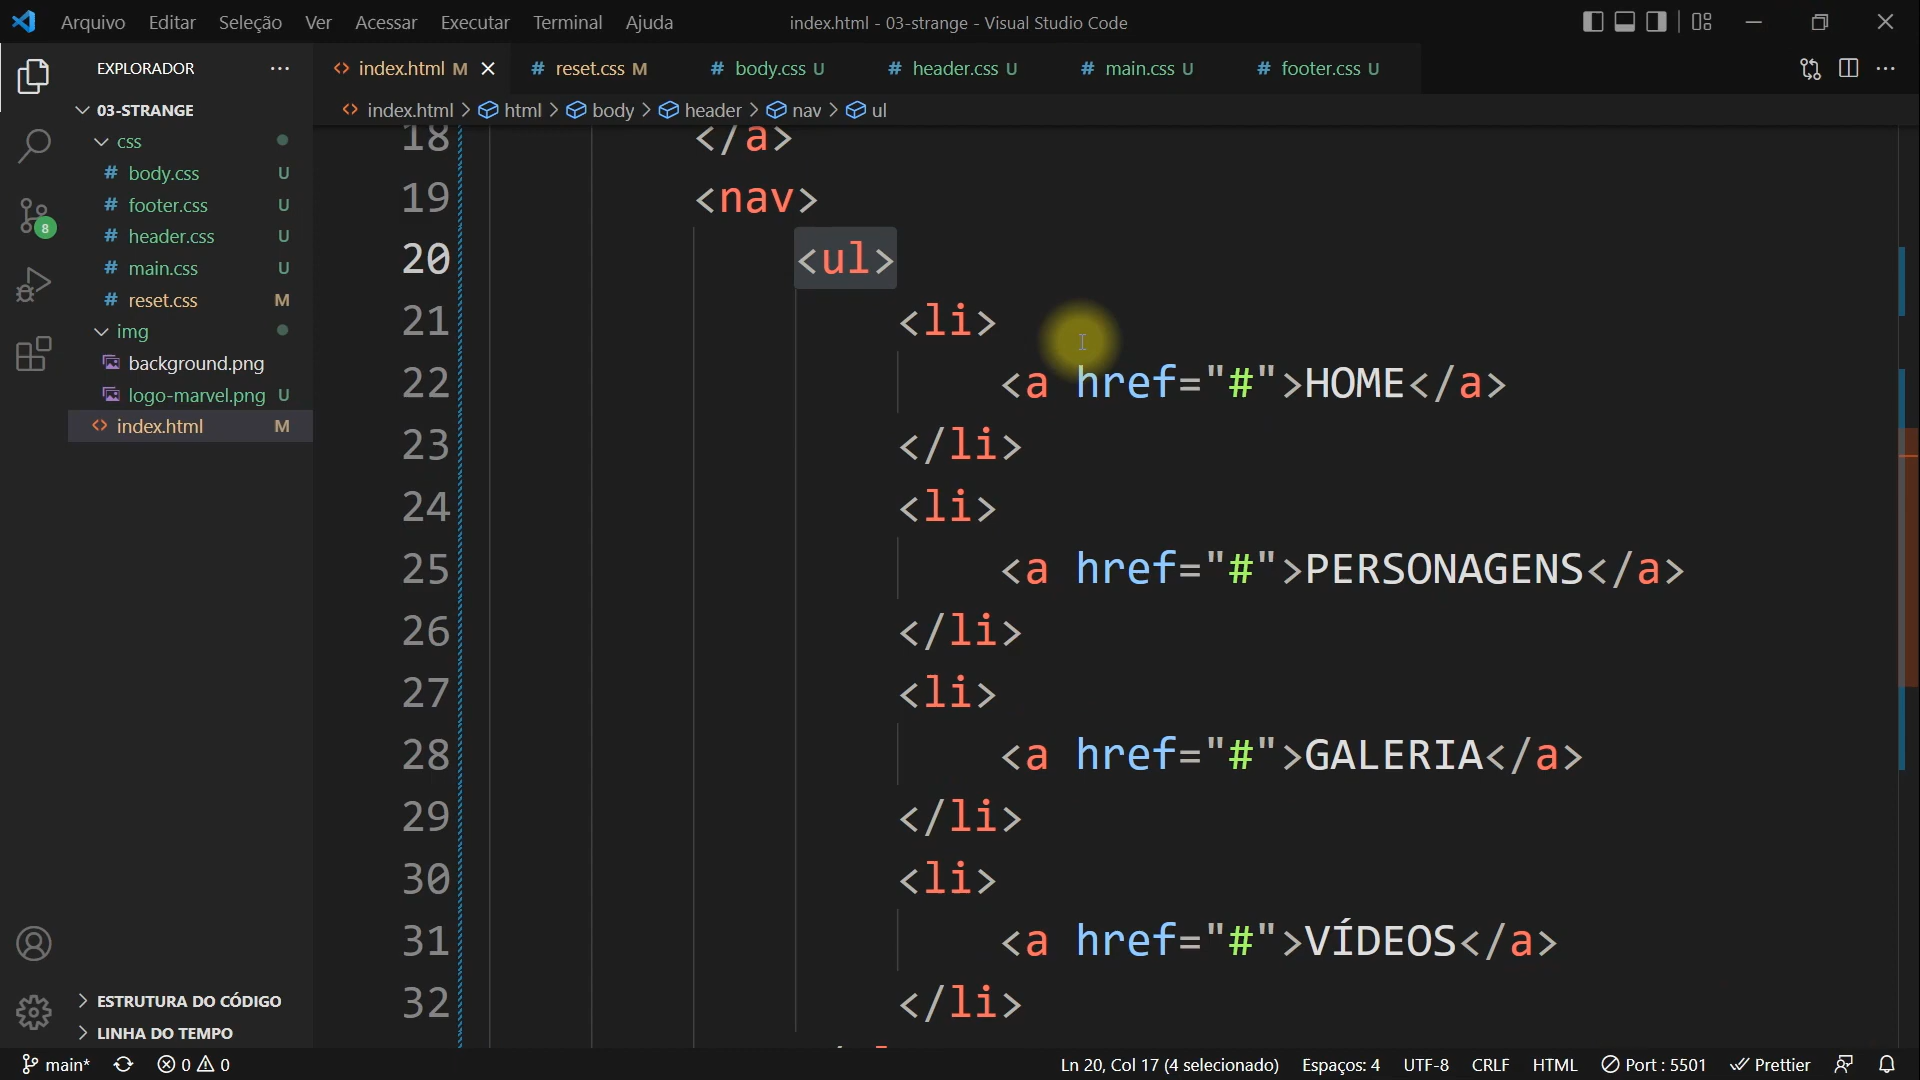 Arquivo Editar Seleção Ver Acessar Executar Terminal Ajuda index.html - 03-strange - Visual Studio Code
EXPLORADOR
index.html M
# reset.css M
# body.css U
# header.css U
# main.css U
# footer.css U
index.html > html > body > header > nav > ul
03-STRANGE
css
# body.css U
# footer.css U
# header.css U
# main.css U
# reset.css M
img
background.png
logo-marvel.png U
<> index.html M
8
18 </a>
19 <nav>
20 <ul>
21 <li>
22 <a href="#">HOME</a>
23 </li>
24 <li>
25 <a href="#">PERSONAGENS</a>
26 </li>
27 <li>
28 <a href="#">GALERIA</a>
29 </li>
30 <li>
31 <a href="#">VÍDEOS</a>
32 </li>
ESTRUTURA DO CÓDIGO
LINHA DO TEMPO
main* 0 0 Ln 20, Col 17 (4 selecionado) Espaços: 4 UTF-8 CRLF HTML Port : 5501 Prettier